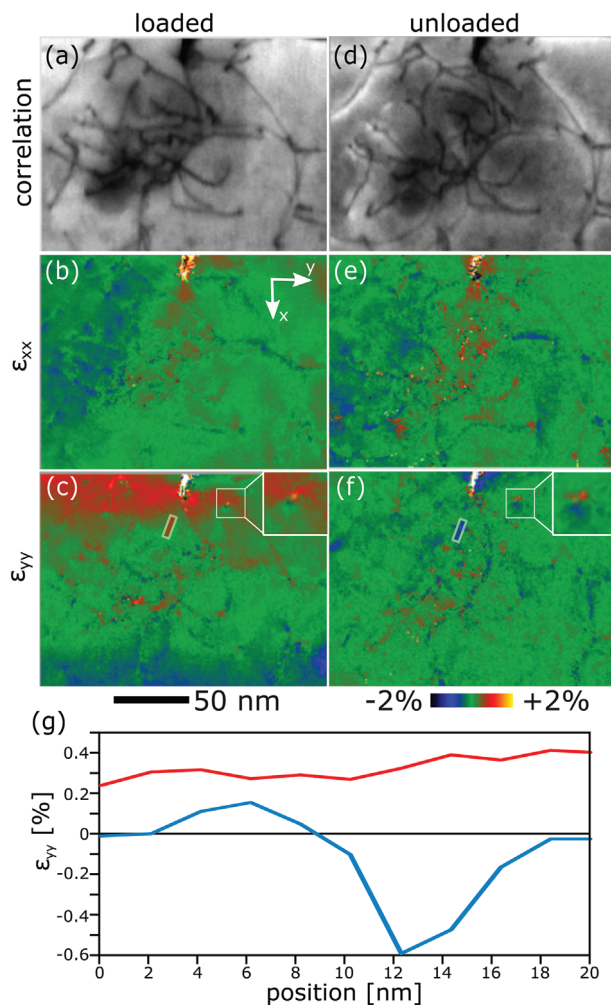 loaded unloaded
(a) (d)
correlation
(b) (e)
y
x
εxx
(c) (f)
εyy
50 nm -2% +2%
(g)
0.4
0.2
0
-0.2
-0.4
-0.6
εyy [%]
0 2 4 6 8 10 12 14 16 18 20
position [nm]